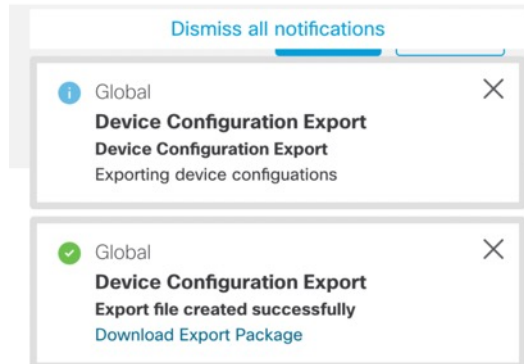 Dismiss all notifications
Global
Device Configuration Export
Device Configuration Export
Exporting device configuations
Global
Device Configuration Export
Export file created successfully
Download Export Package